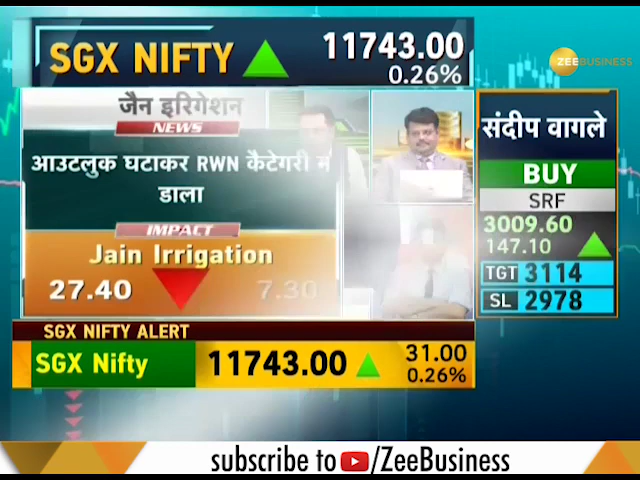 SGX NIFTY
11743.00
0.26%
ZEEBUSINESS
जैन इरिगेशन
NEWS
आउटलुक घटाकर RWN कैटेगरी में
डाला
IMPACT
Jain Irrigation
27.40
7.30
संदीप वागले
BUY
SRF
3009.60
147.10
TGT 3114
SL 2978
SGX NIFTY ALERT
SGX Nifty
11743.00
31.00
0.26%
subscribe to /ZeeBusiness